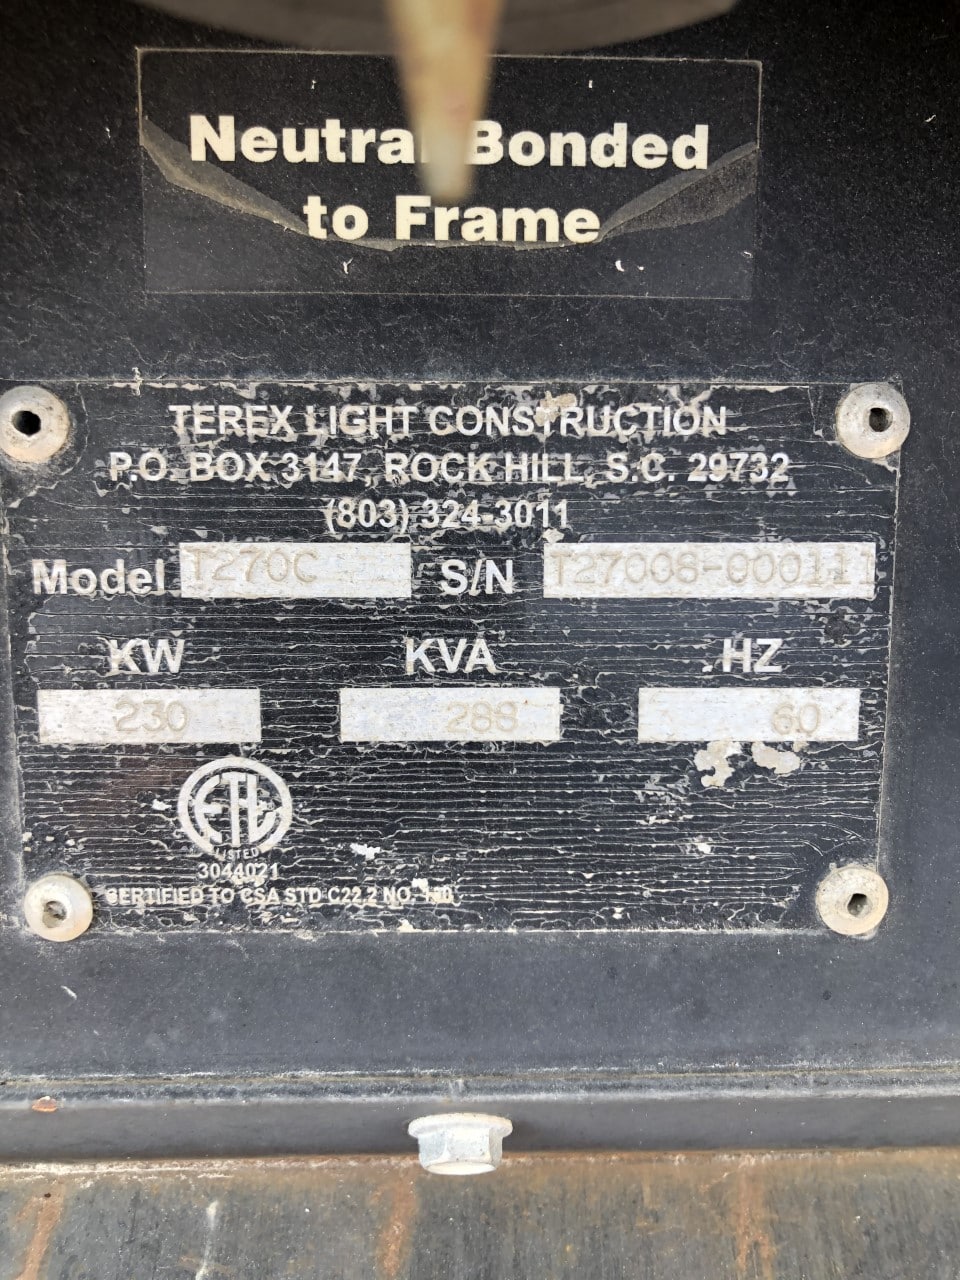 Neutral Bonded
to Frame
TEREX LIGHT CONSTRUCTION
P.O. BOX 3147, ROCK HILL, S.C. 29732
(803) 324-3011
Model T270C S/N T27008-000111
KW KVA HZ
230 288 60
ETL
LISTED
3044021
CERTIFIED TO CSA STD C22.2 NO.